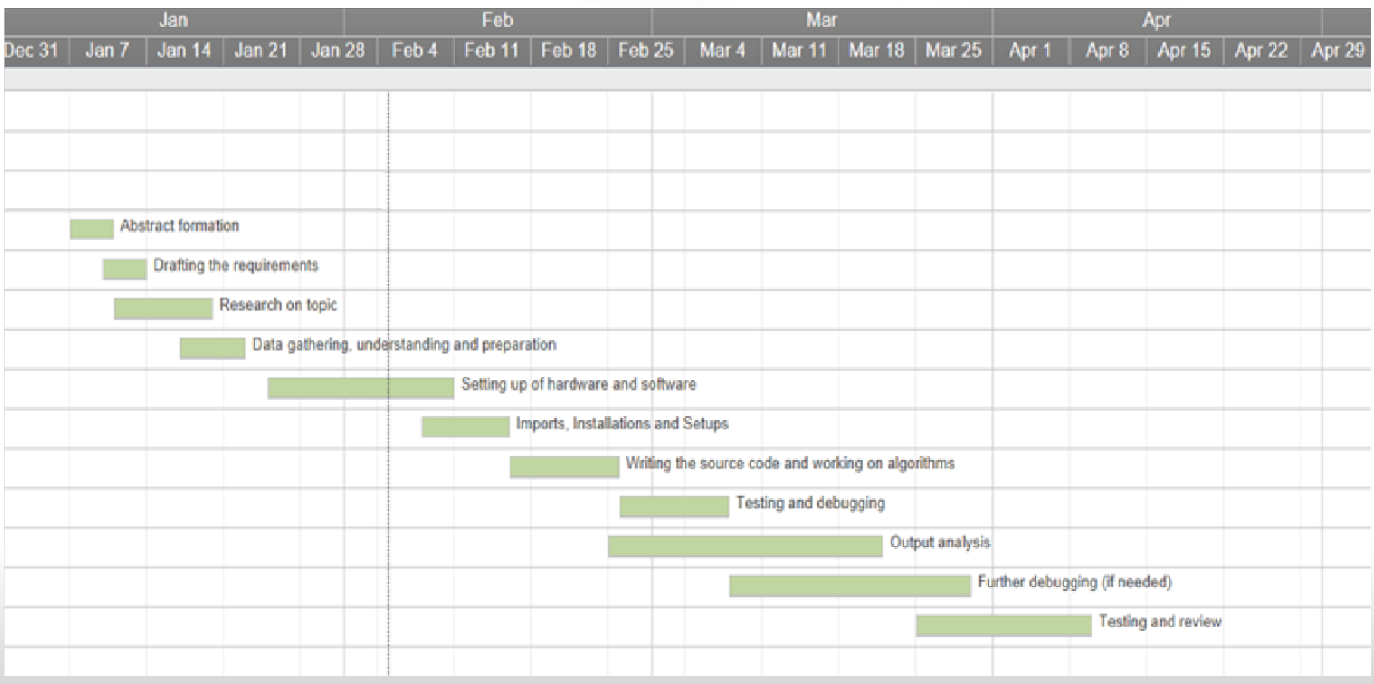 Jan Feb Mar Apr
Dec 31 Jan 7 Jan 14 Jan 21 Jan 28 Feb 4 Feb 11 Feb 18 Feb 25 Mar 4 Mar 11 Mar 18 Mar 25 Apr 1 Apr 8 Apr 15 Apr 22 Apr 29
Abstract formation
Drafting the requirements
Research on topic
Data gathering, understanding and preparation
Setting up of hardware and software
Imports, Installations and Setups
Writing the source code and working on algorithms
Testing and debugging
Output analysis
Further debugging (if needed)
Testing and review